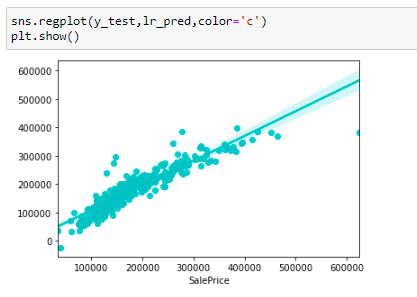 sns.regplot(y_test,lr_pred,color='c')
plt.show()
600000
500000
400000
300000
200000
100000
0
100000 200000 300000 400000 500000 600000
SalePrice